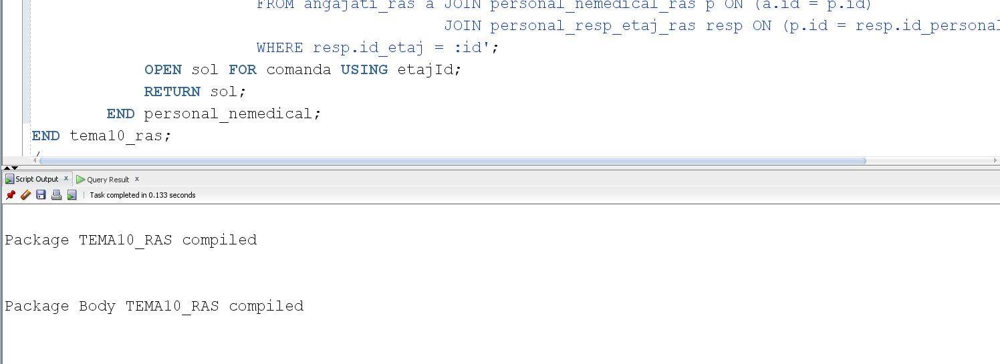 FROM angajati_ras a JOIN personal_nemedical_ras p ON (a.id = p.id)
JOIN personal_resp_etaj_ras resp ON (p.id = resp.id_personal
WHERE resp.id_etaj = :id';
OPEN sol FOR comanda USING etajId;
RETURN sol;
END personal_nemedical;
END tema10_ras;
/
Script Output x Query Result x
Task completed in 0.133 seconds
Package TEMA10_RAS compiled
Package Body TEMA10_RAS compiled